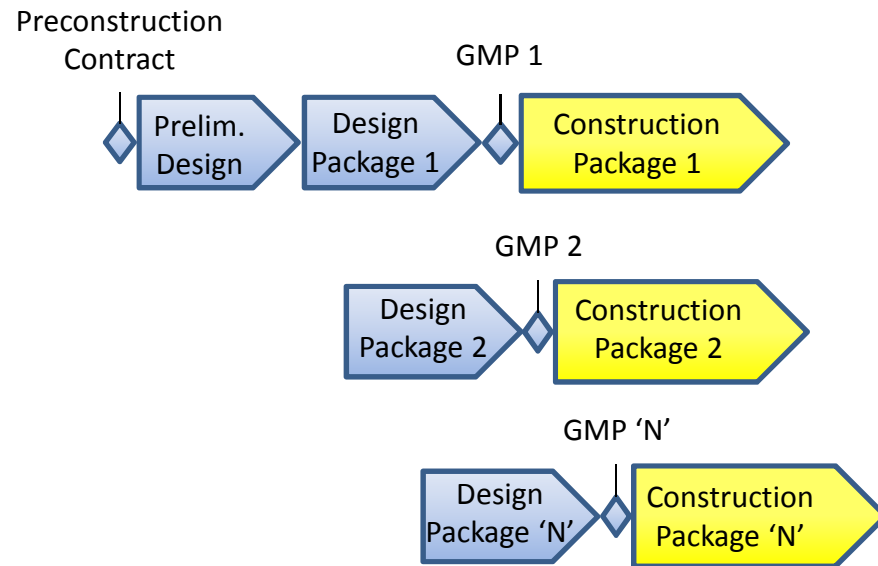 Preconstruction
Contract
GMP 1
Prelim.
Design
Design
Package 1
Construction
Package 1
GMP 2
Design
Package 2
Construction
Package 2
GMP ‘N’
Design
Package ‘N’
Construction
Package ‘N’